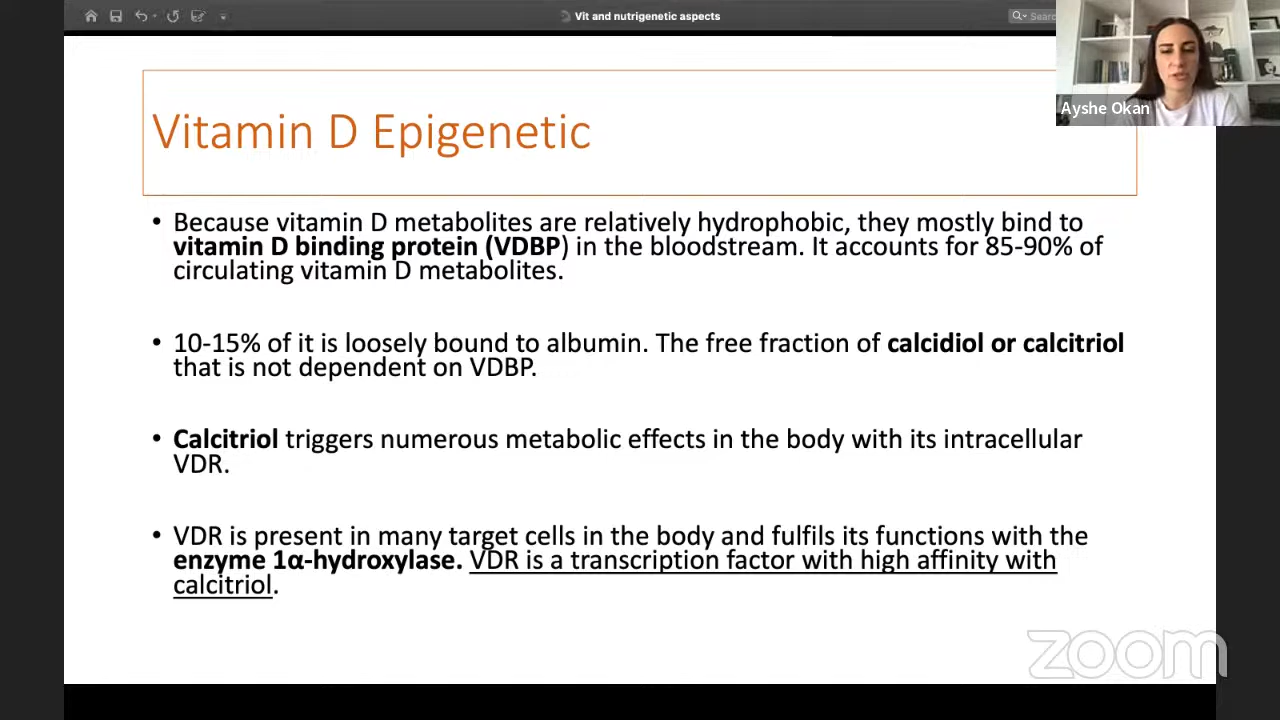 Vit and nutrigenetic aspects
Sear
Ayshe Okan
Vitamin D Epigenetic
• Because vitamin D metabolites are relatively hydrophobic, they mostly bind to
vitamin D binding protein (VDBP) in the bloodstream. It accounts for 85-90% of
circulating vitamin D metabolites.
• 10-15% of it is loosely bound to albumin. The free fraction of calcidiol or calcitriol
that is not dependent on VDBP.
• Calcitriol triggers numerous metabolic effects in the body with its intracellular
VDR.
• VDR is present in many target cells in the body and fulfils its functions with the
enzyme 1α-hydroxylase. VDR is a transcription factor with high affinity with
calcitriol.
zoom